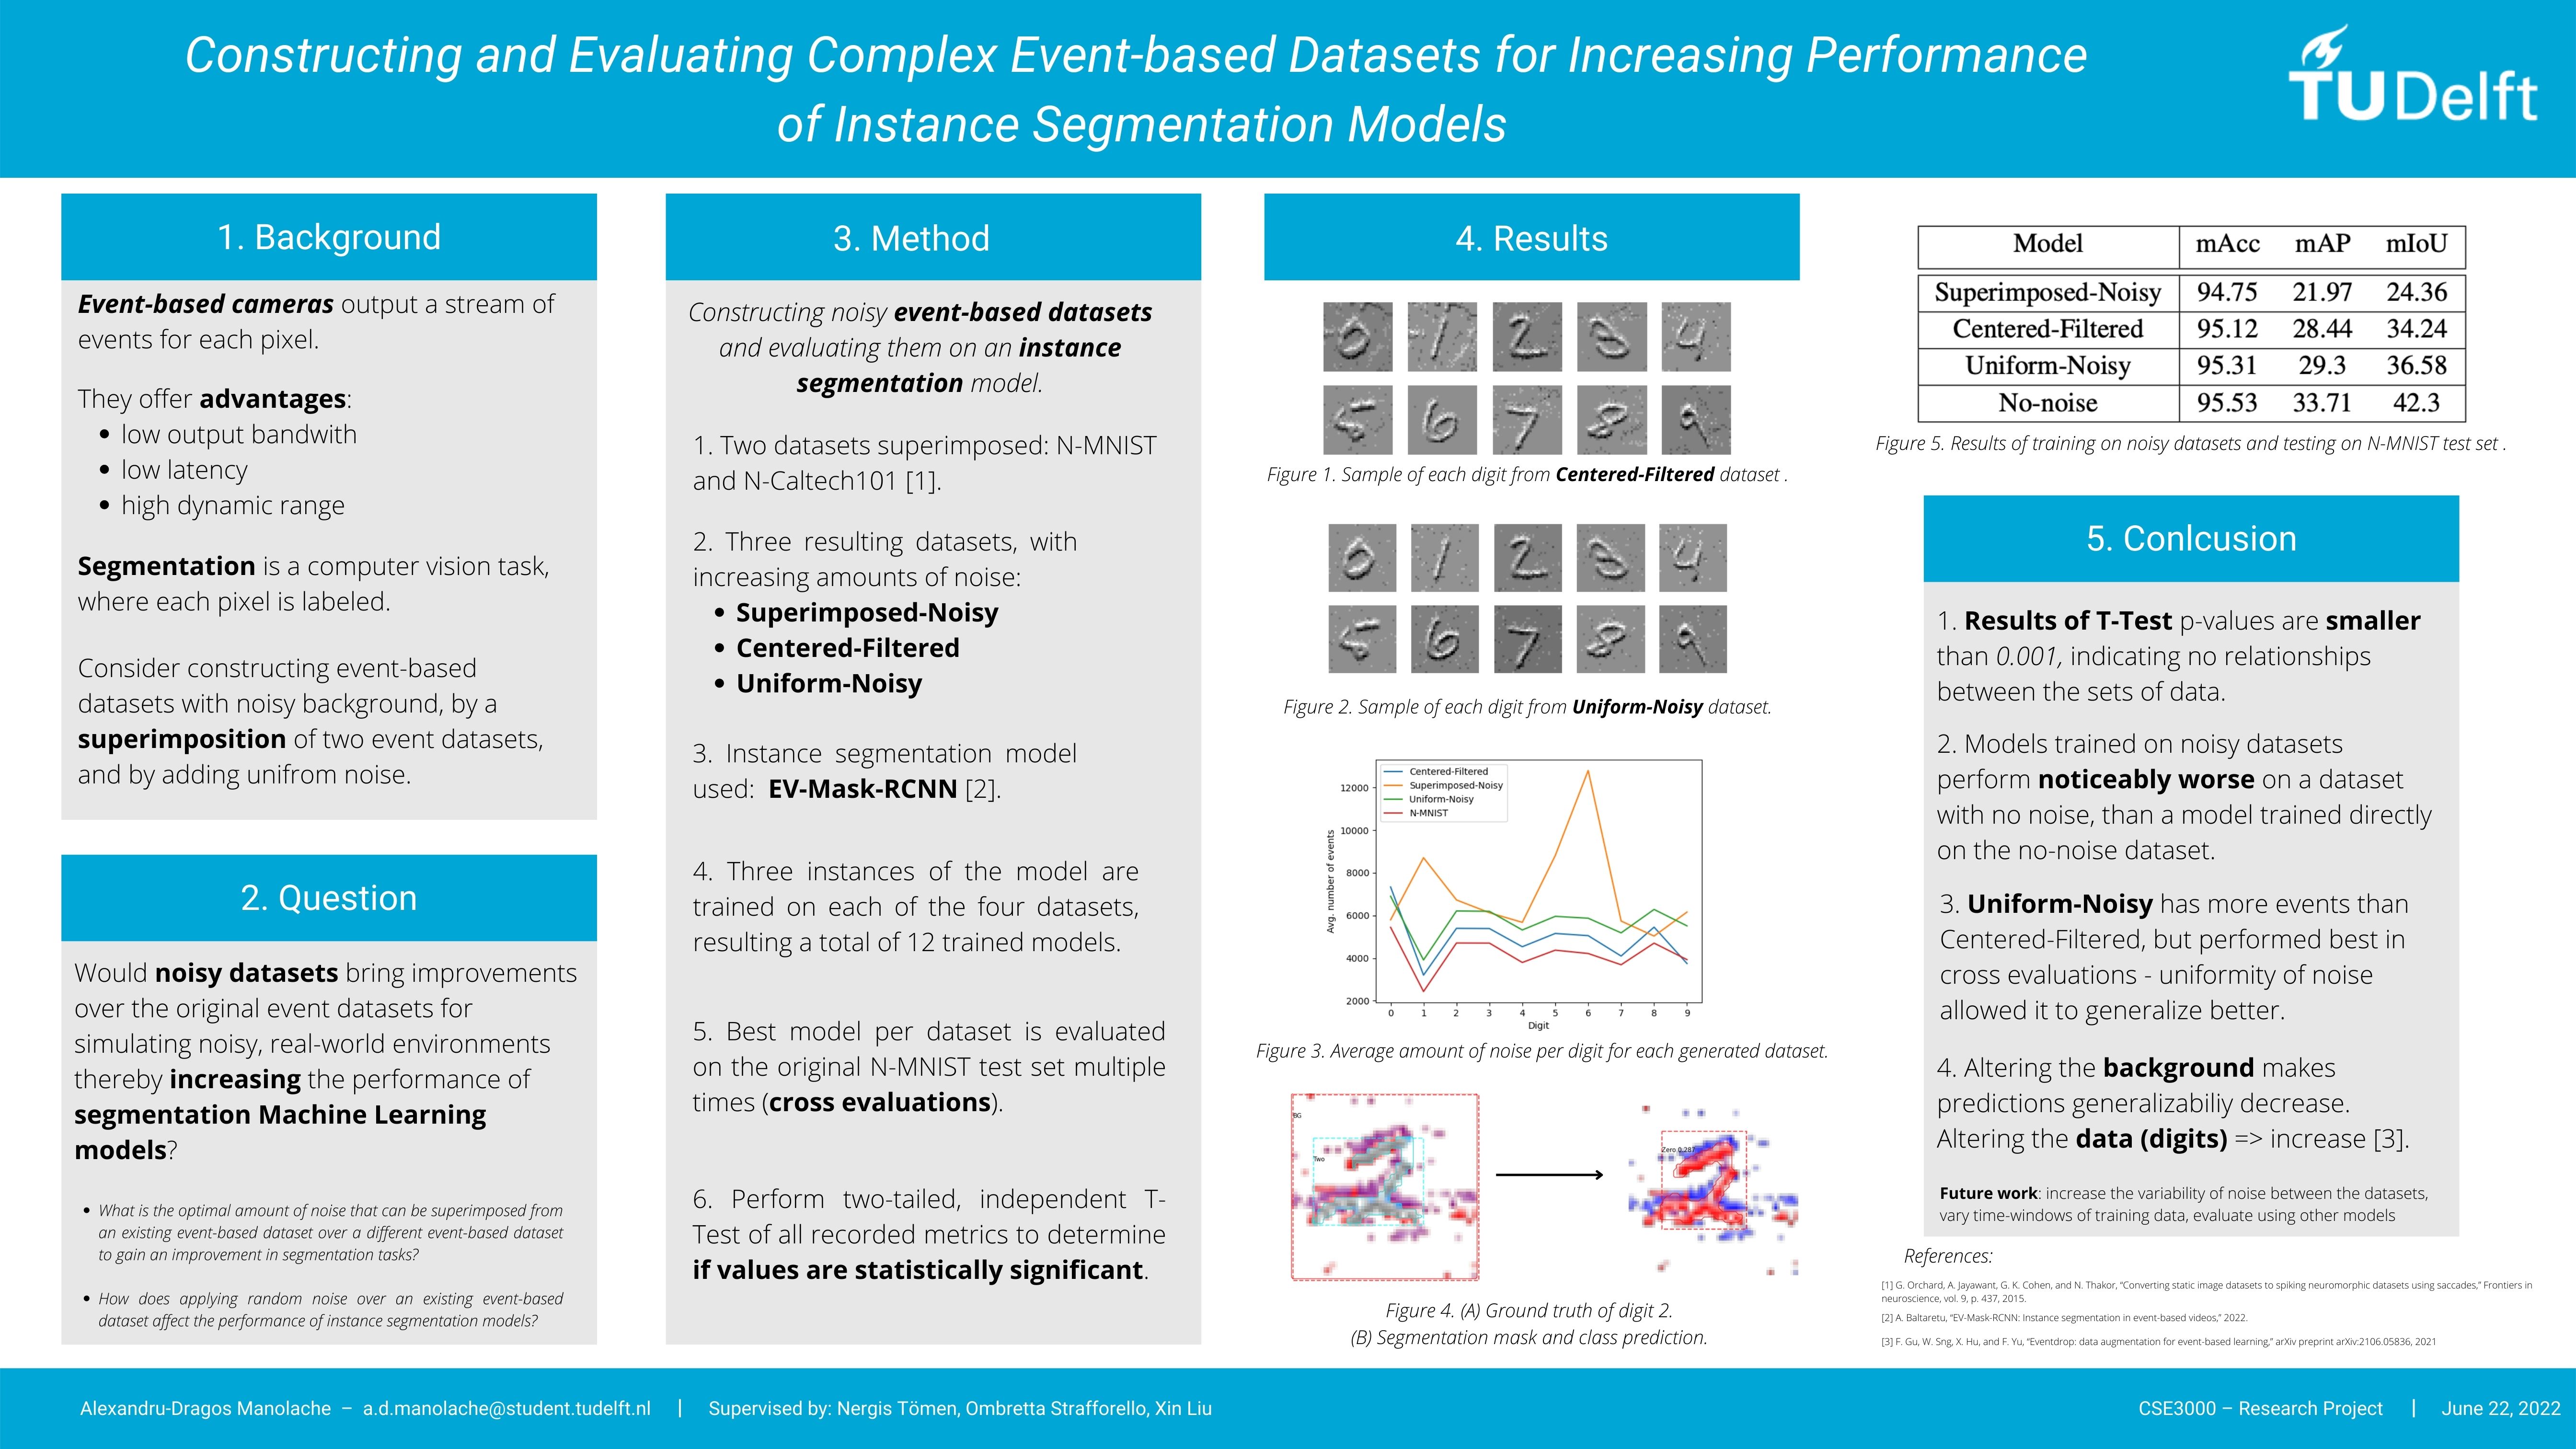 Constructing and Evaluating Complex Event-based Datasets for Increasing Performance
of Instance Segmentation Models
TUDelft
1. Background
Event-based cameras output a stream of
events for each pixel.
They offer advantages:
• low output bandwith
• low latency
• high dynamic range
Segmentation is a computer vision task,
where each pixel is labeled.
Consider constructing event-based
datasets with noisy background, by a
superimposition of two event datasets,
and by adding unifrom noise.
2. Question
Would noisy datasets bring improvements
over the original event datasets for
simulating noisy, real-world environments
thereby increasing the performance of
segmentation Machine Learning
models?
• What is the optimal amount of noise that can be superimposed from
an existing event-based dataset over a different event-based dataset
to gain an improvement in segmentation tasks?
• How does applying random noise over an existing event-based
dataset affect the performance of instance segmentation models?
3. Method
Constructing noisy event-based datasets
and evaluating them on an instance
segmentation model.
1. Two datasets superimposed: N-MNIST
and N-Caltech101 [1].
2. Three resulting datasets, with
increasing amounts of noise:
• Superimposed-Noisy
• Centered-Filtered
• Uniform-Noisy
3. Instance segmentation model
used: EV-Mask-RCNN [2].
4. Three instances of the model are
trained on each of the four datasets,
resulting a total of 12 trained models.
5. Best model per dataset is evaluated
on the original N-MNIST test set multiple
times (cross evaluations).
6. Perform two-tailed, independent T-
Test of all recorded metrics to determine
if values are statistically significant.
4. Results
0 1 2 3 4
5 6 7 8 9
Figure 1. Sample of each digit from Centered-Filtered dataset .
0 1 2 3 4
5 6 7 8 9
Figure 2. Sample of each digit from Uniform-Noisy dataset.
Centered-Filtered
Superimposed-Noisy
Uniform-Noisy
N-MNIST
Avg. number of events
12000
10000
8000
6000
4000
2000
0 1 2 3 4 5 6 7 8 9
Digit
Figure 3. Average amount of noise per digit for each generated dataset.
BG
Two
Zero 0.287
Figure 4. (A) Ground truth of digit 2.
(B) Segmentation mask and class prediction.
Model mAcc mAP mIoU
Superimposed-Noisy 94.75 21.97 24.36
Centered-Filtered 95.12 28.44 34.24
Uniform-Noisy 95.31 29.3 36.58
No-noise 95.53 33.71 42.3
Figure 5. Results of training on noisy datasets and testing on N-MNIST test set .
5. Conlcusion
1. Results of T-Test p-values are smaller
than 0.001, indicating no relationships
between the sets of data.
2. Models trained on noisy datasets
perform noticeably worse on a dataset
with no noise, than a model trained directly
on the no-noise dataset.
3. Uniform-Noisy has more events than
Centered-Filtered, but performed best in
cross evaluations - uniformity of noise
allowed it to generalize better.
4. Altering the background makes
predictions generalizabiliy decrease.
Altering the data (digits) => increase [3].
Future work: increase the variability of noise between the datasets,
vary time-windows of training data, evaluate using other models
References:
[1] G. Orchard, A. Jayawant, G. K. Cohen, and N. Thakor, “Converting static image datasets to spiking neuromorphic datasets using saccades,” Frontiers in
neuroscience, vol. 9, p. 437, 2015.
[2] A. Baltaretu, “EV-Mask-RCNN: Instance segmentation in event-based videos,” 2022.
[3] F. Gu, W. Sng, X. Hu, and F. Yu, “Eventdrop: data augmentation for event-based learning,” arXiv preprint arXiv:2106.05836, 2021
Alexandru-Dragos Manolache – a.d.manolache@student.tudelft.nl | Supervised by: Nergis Tömen, Ombretta Strafforello, Xin Liu
CSE3000 – Research Project | June 22, 2022